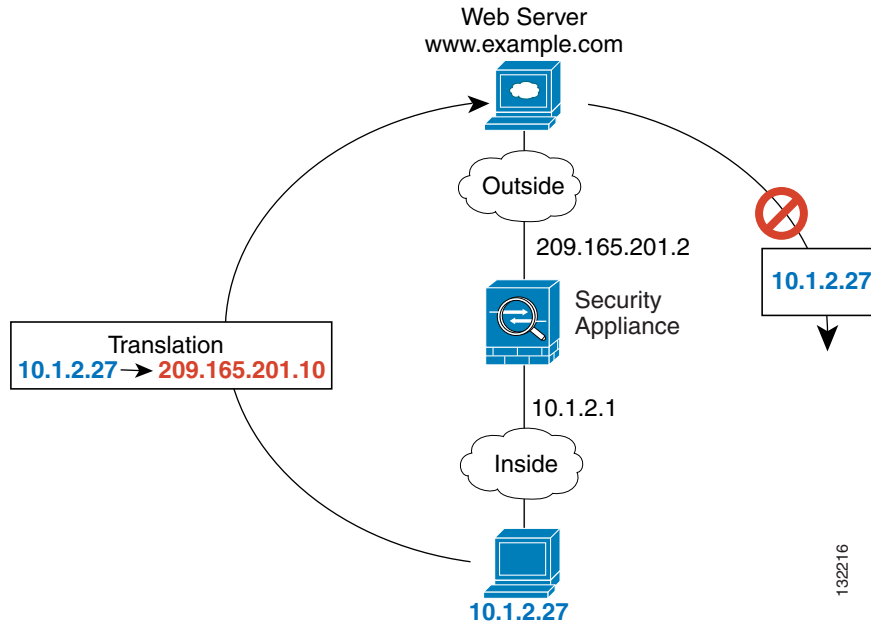 Web Server
www.example.com
Outside
209.165.201.2
10.1.2.27
Security
Appliance
Translation
10.1.2.27 209.165.201.10
10.1.2.1
Inside
10.1.2.27
132216